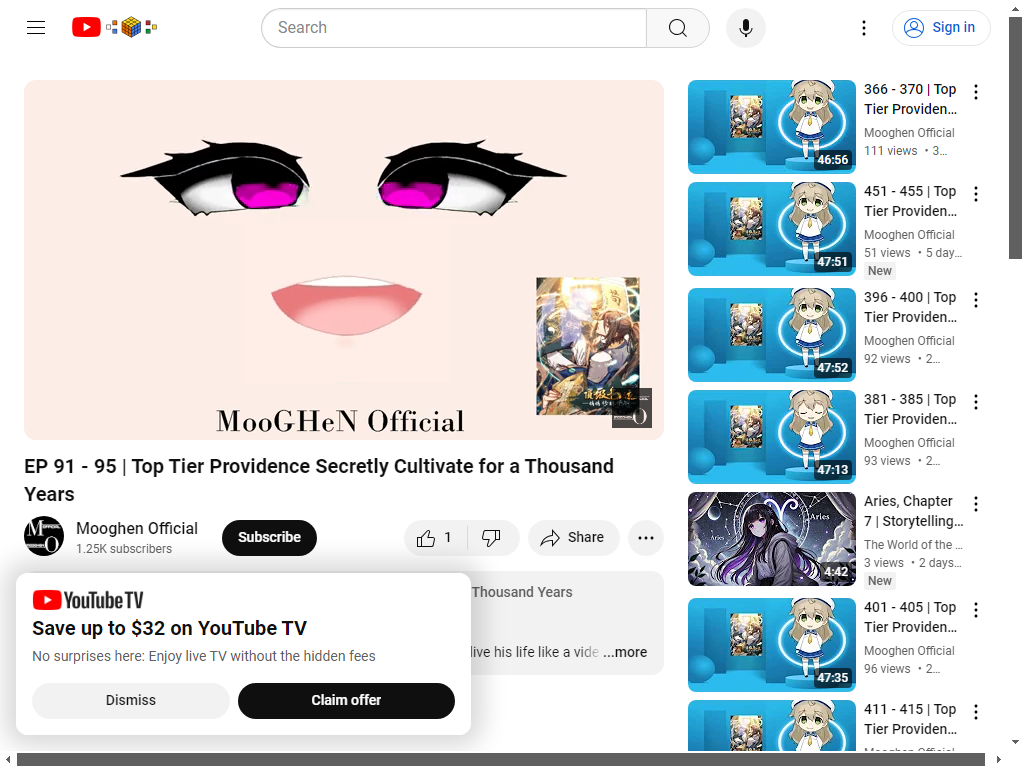 Search
Sign in
MooGHeN Official
EP 91 - 95 | Top Tier Providence Secretly Cultivate for a Thousand
Years
Mooghen Official
1.25K subscribers
Subscribe
1
Share
Thousand Years
live his life like a vide ...more
YouTube TV
Save up to $32 on YouTube TV
No surprises here: Enjoy live TV without the hidden fees
Dismiss
Claim offer
46:56
366 - 370 | Top
Tier Providen...
Mooghen Official
111 views • 3...
47:51
451 - 455 | Top
Tier Providen...
Mooghen Official
51 views • 5 day...
New
47:52
396 - 400 | Top
Tier Providen...
Mooghen Official
92 views • 2...
47:13
381 - 385 | Top
Tier Providen...
Mooghen Official
93 views • 2...
Aries
Aries
4:42
Aries, Chapter
7 | Storytelling...
The World of the ...
3 views • 2 days...
New
47:35
401 - 405 | Top
Tier Providen...
Mooghen Official
96 views • 2...
411 - 415 | Top
Tier Providen...
Mooghen Official